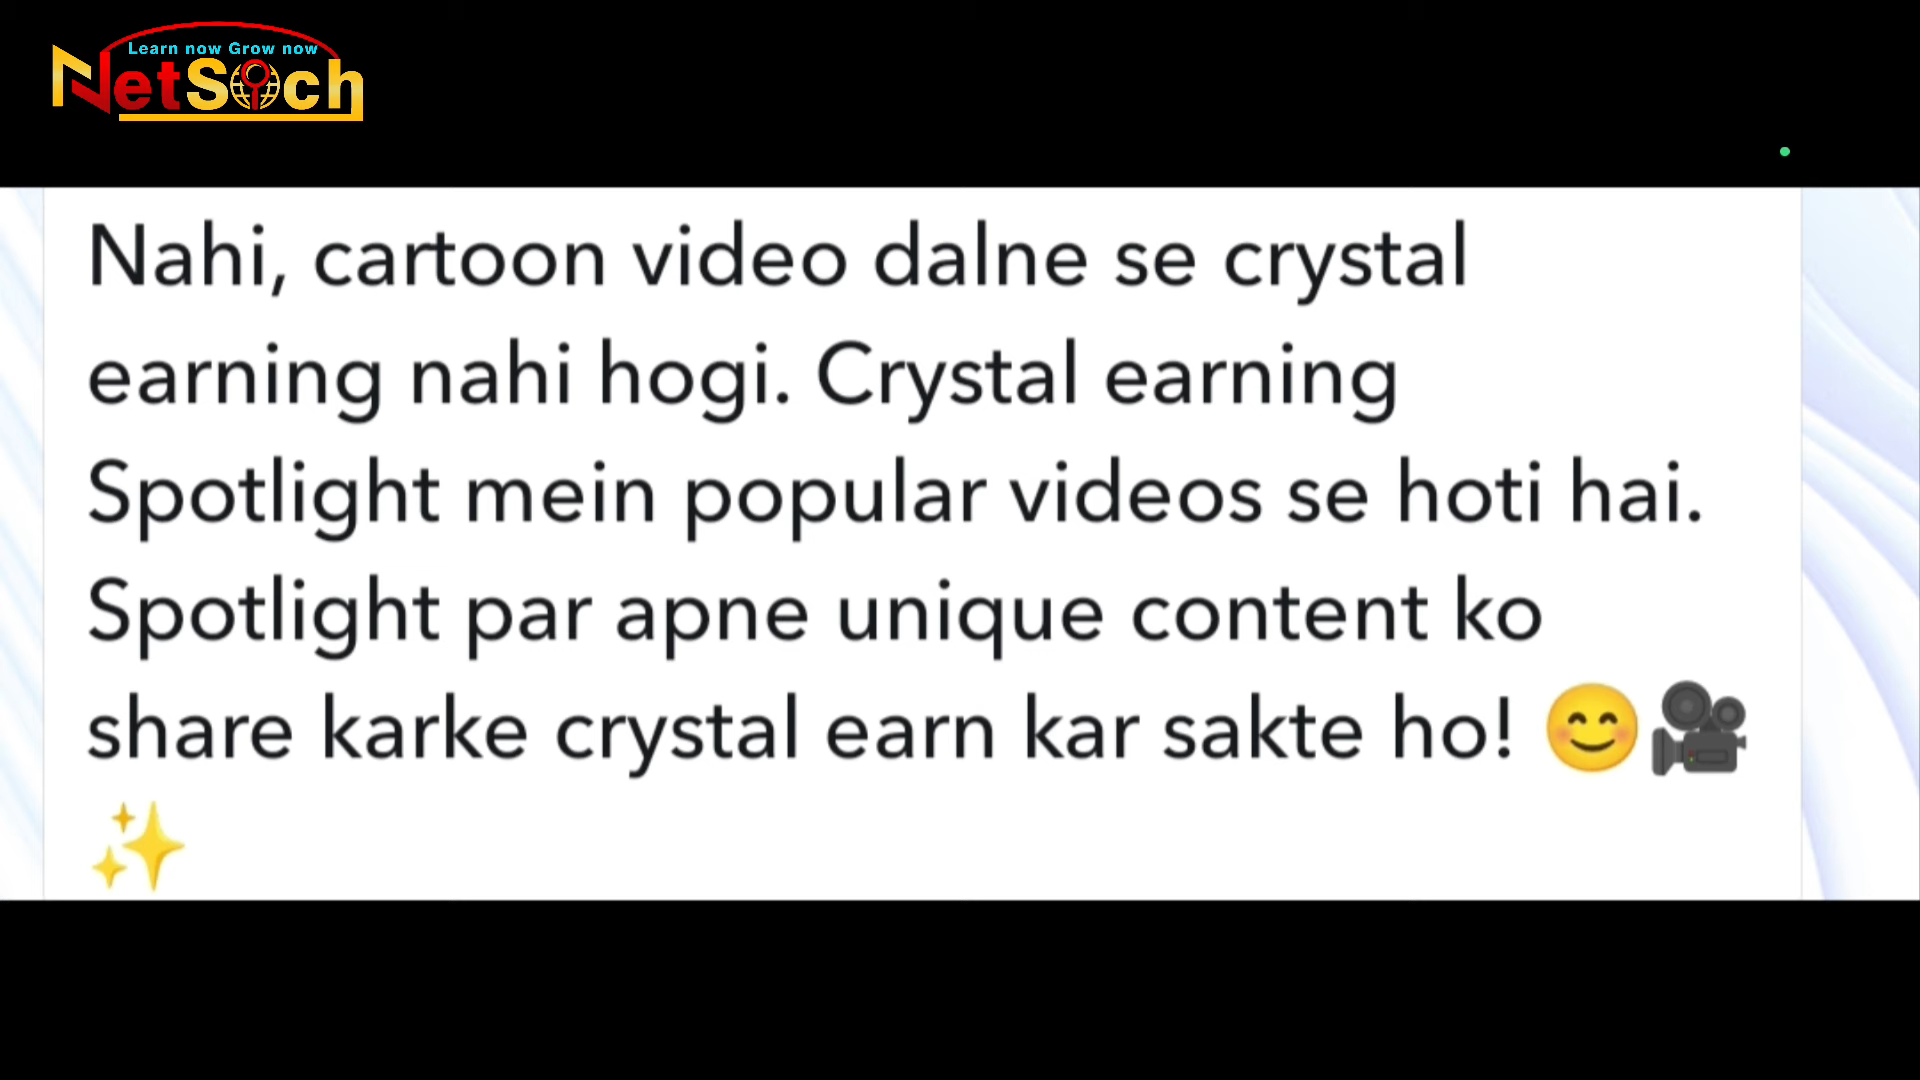 Learn now Grow now
NetSoch
Nahi, cartoon video dalne se crystal
earning nahi hogi. Crystal earning
Spotlight mein popular videos se hoti hai.
Spotlight par apne unique content ko
share karke crystal earn kar sakte ho! 😊🎥
✨